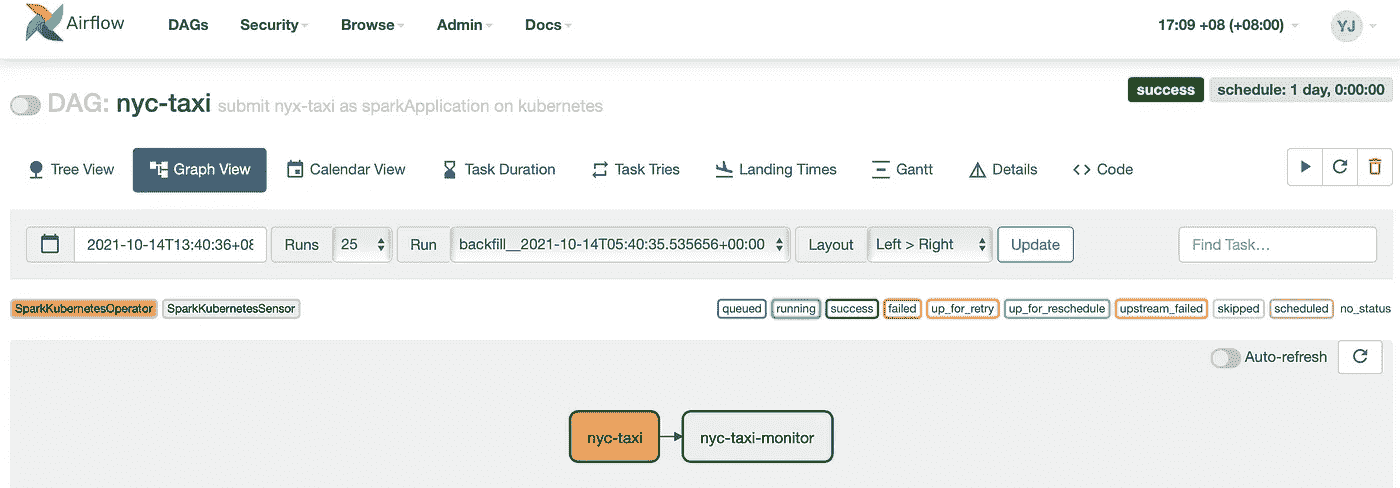 Airflow DAGs Security Browse Admin Docs 17:09 +08 (+08:00) YJ
DAG: nyc-taxi submit nyx-taxi as sparkApplication on kubernetes success schedule: 1 day, 0:00:00
Tree View Graph View Calendar View Task Duration Task Tries Landing Times Gantt Details Code
2021-10-14T13:40:36+08 Runs 25 Run backfill__2021-10-14T05:40:35.535656+00:00 Layout Left > Right Update Find Task...
SparkKubernetesOperator SparkKubernetesSensor queued running success failed up_for_retry up_for_reschedule upstream_failed skipped scheduled no_status
Auto-refresh
nyc-taxi nyc-taxi-monitor